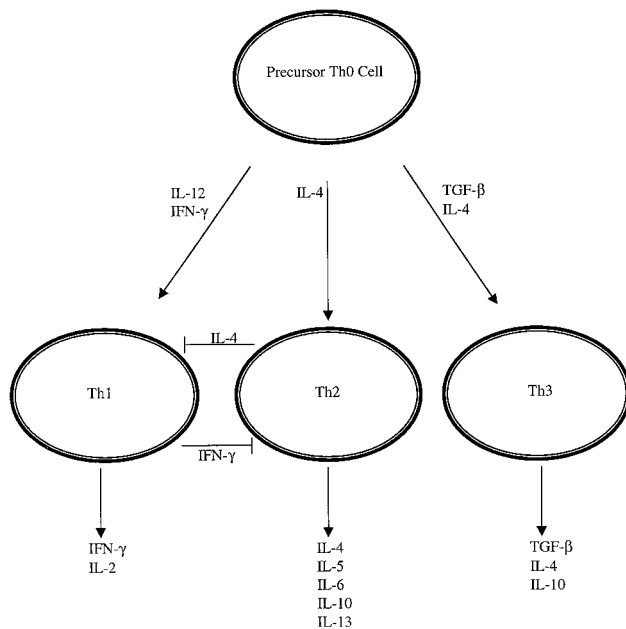 Precursor Th0 Cell
IL-12
IFN-γ
IL-4
TGF-β
IL-4
IL-4
Th1
Th2
Th3
IFN-γ
IFN-γ
IL-2
IL-4
IL-5
IL-6
IL-10
IL-13
TGF-β
IL-4
IL-10